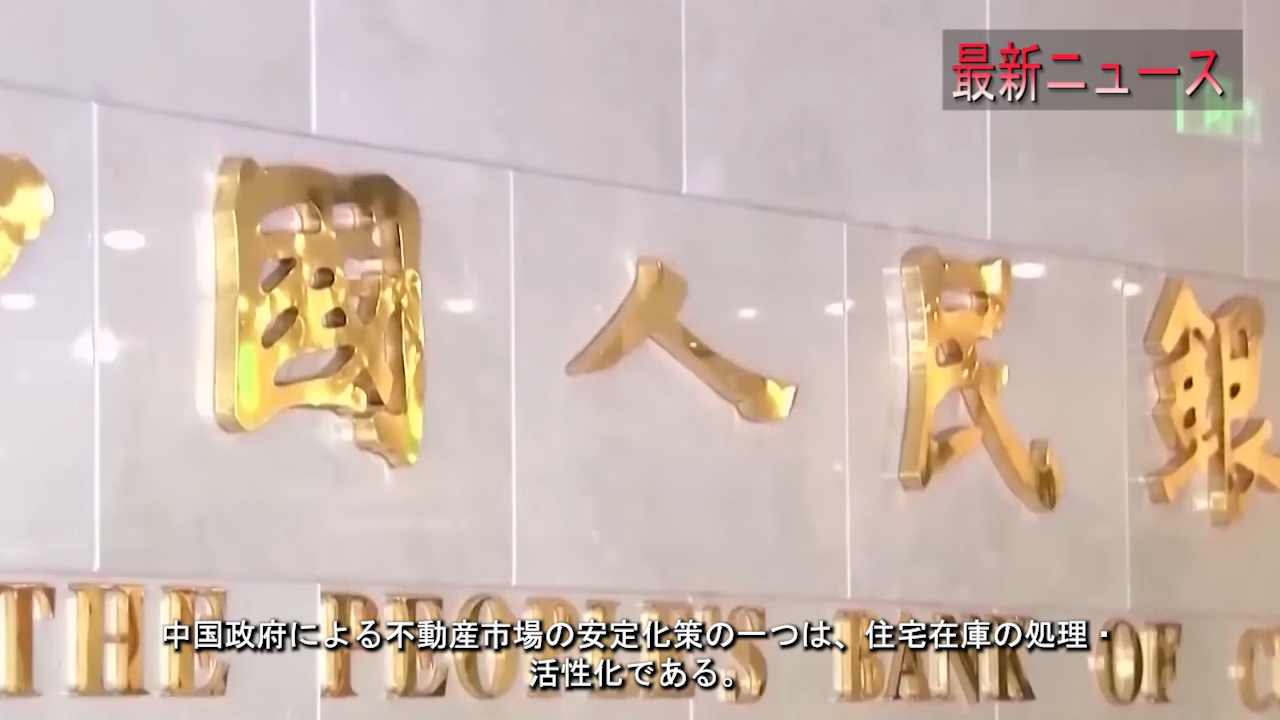 最新ニュース
國人民銀
THE PEOPLE'S BANK OF C
中国政府による不動産市場の安定化策の一つは、住宅在庫の処理・
活性化である。